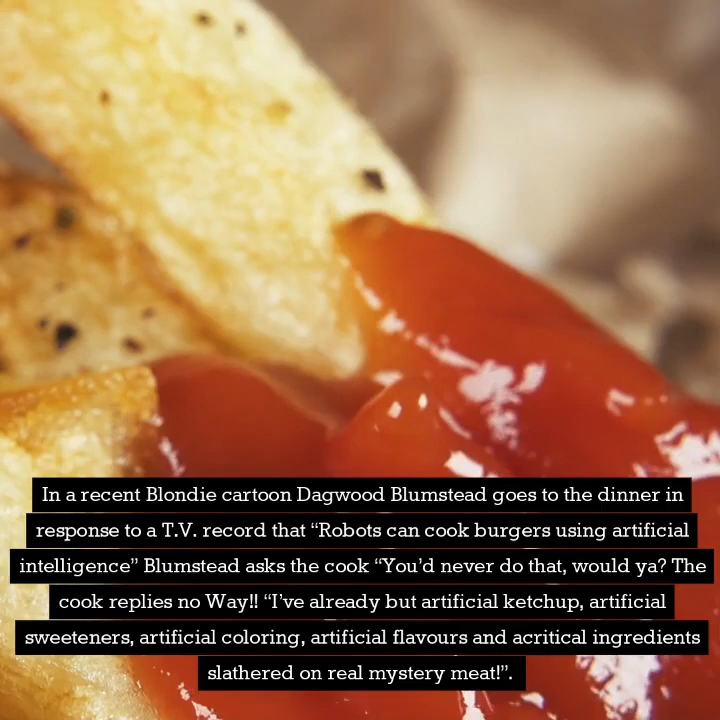 In a recent Blondie cartoon Dagwood Blumstead goes to the dinner in
response to a T.V. record that “Robots can cook burgers using artificial
intelligence” Blumstead asks the cook “You’d never do that, would ya? The
cook replies no Way!! “I’ve already but artificial ketchup, artificial
sweeteners, artificial coloring, artificial flavours and acritical ingredients
slathered on real mystery meat!”.